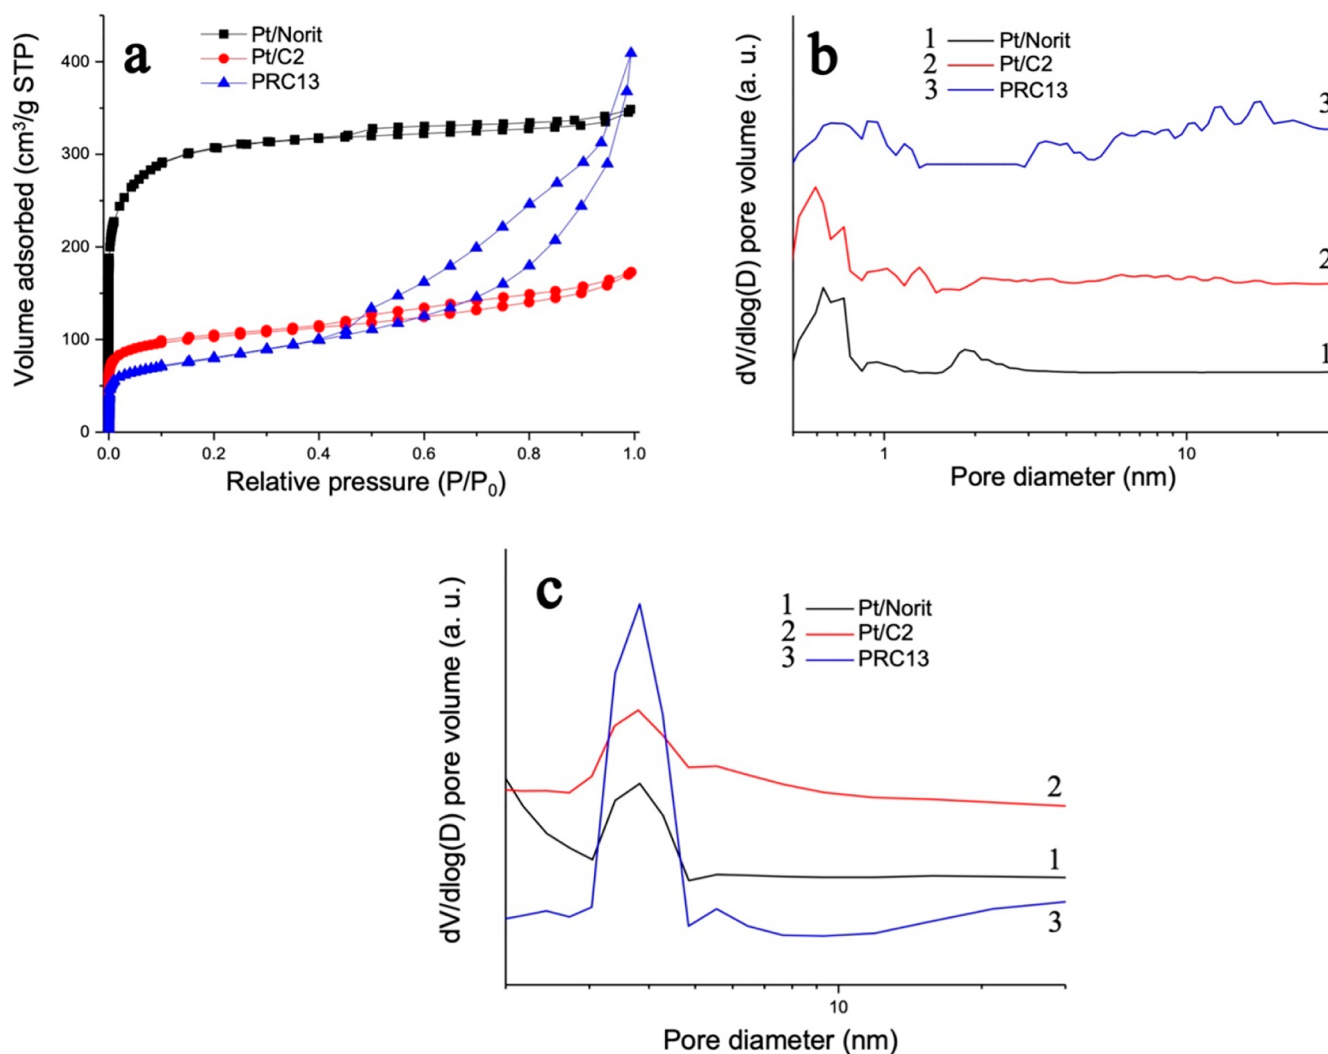 a
Pt/Norit
Pt/C2
PRC13
Volume adsorbed (cm³/g STP)
400
300
200
100
0
0.0 0.2 0.4 0.6 0.8 1.0
Relative pressure (P/P₀)
b
1 Pt/Norit
2 Pt/C2
3 PRC13
dV/dlog(D) pore volume (a. u.)
3
2
1
1 10
Pore diameter (nm)
c
1 Pt/Norit
2 Pt/C2
3 PRC13
dV/dlog(D) pore volume (a. u.)
2
1
3
10
Pore diameter (nm)